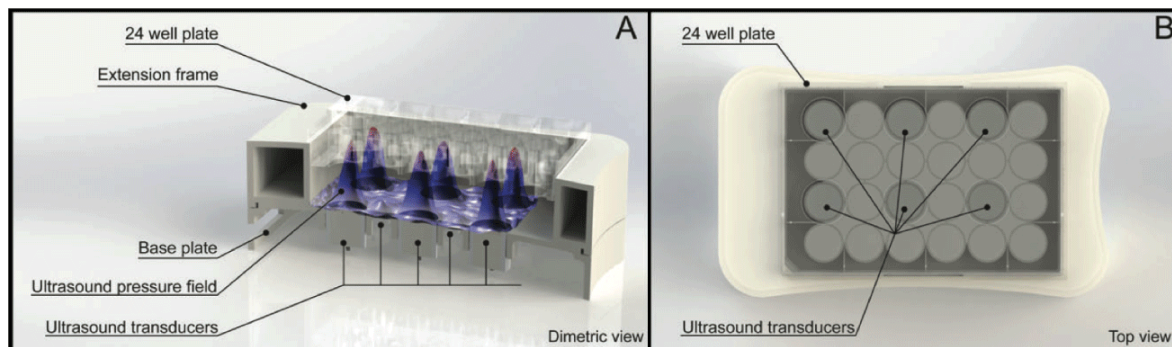 24 well plate
A
Extension frame
Base plate
Ultrasound pressure field
Ultrasound transducers
Dimetric view
24 well plate
B
Ultrasound transducers
Top view